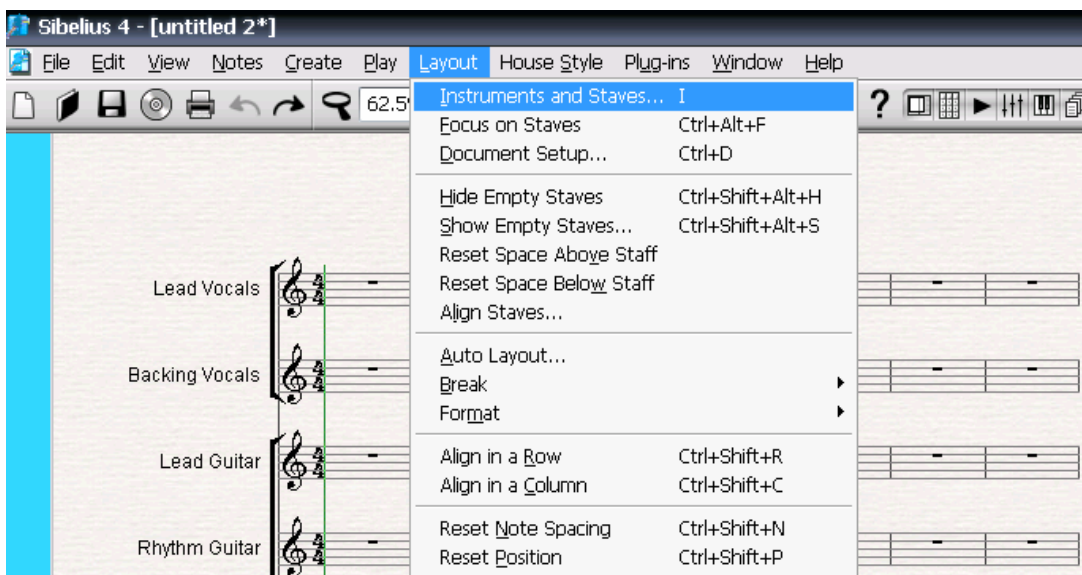 Sibelius 4 - [untitled 2*]
File Edit View Notes Create Play Layout House Style Plug-ins Window Help
62.5
Instruments and Staves... I
Focus on Staves Ctrl+Alt+F
Document Setup... Ctrl+D
Hide Empty Staves Ctrl+Shift+Alt+H
Show Empty Staves... Ctrl+Shift+Alt+S
Reset Space Above Staff
Reset Space Below Staff
Align Staves...
Auto Layout...
Break
Format
Align in a Row Ctrl+Shift+R
Align in a Column Ctrl+Shift+C
Reset Note Spacing Ctrl+Shift+N
Reset Position Ctrl+Shift+P
Lead Vocals
Backing Vocals
Lead Guitar
Rhythm Guitar